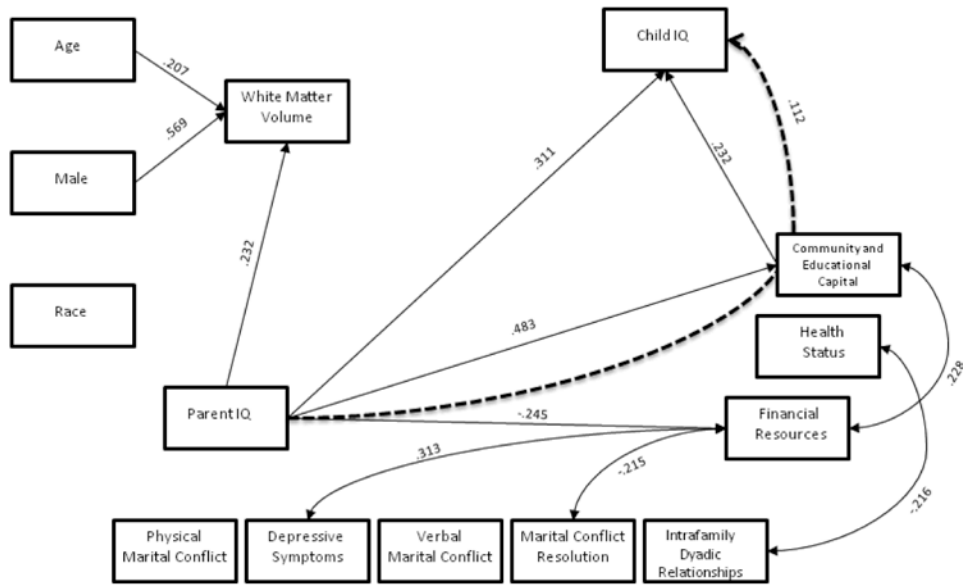 Age
Child IQ
.207
White Matter
Volume
.112
.569
.311
.232
Male
.232
Community and
Educational
Capital
Race
.483
Health
Status
.228
Parent IQ
-.245
Financial
Resources
.313
-.215
-.216
Physical
Marital Conflict
Depressive
Symptoms
Verbal
Marital Conflict
Marital Conflict
Resolution
Intrafamily
Dyadic
Relationships